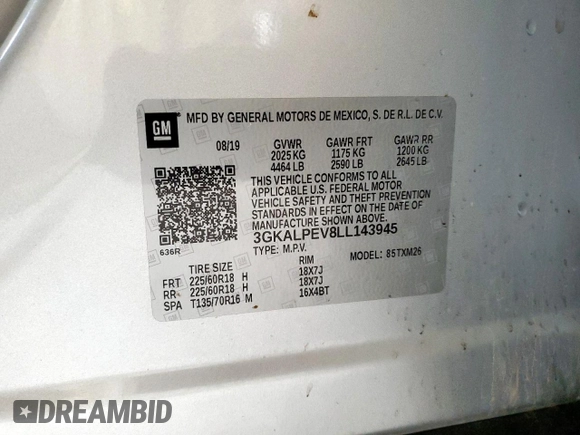 GM
MFD BY GENERAL MOTORS DE MEXICO, S. DE R.L. DE C.V.
08/19 GVWR GAWR FRT GAWR RR
2025 KG 1175 KG 1200 KG
4464 LB 2590 LB 2645 LB
THIS VEHICLE CONFORMS TO ALL
APPLICABLE U.S. FEDERAL MOTOR
VEHICLE SAFETY AND THEFT PREVENTION
STANDARDS IN EFFECT ON THE DATE OF
MANUFACTURE SHOWN ABOVE.
3GKALPEV8LL143945
636R TYPE: M.P.V. 85TXM26
TIRE SIZE RIM
FRT 225/60R18 H 18X7J
RR 225/60R18 H 18X7J
SPA T135/70R16 M 16X4BT
DREAMBID